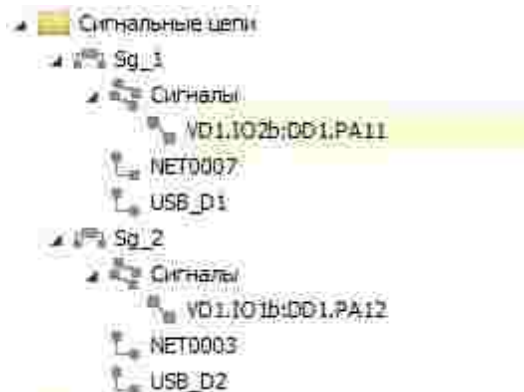 Сигнальные цепи
Sg_1
Сигналы
VD1.IO2b:DD1.PA11
NET0007
USB_D1
Sg_2
Сигналы
VD1.IO1b:DD1.PA12
NET0003
USB_D2